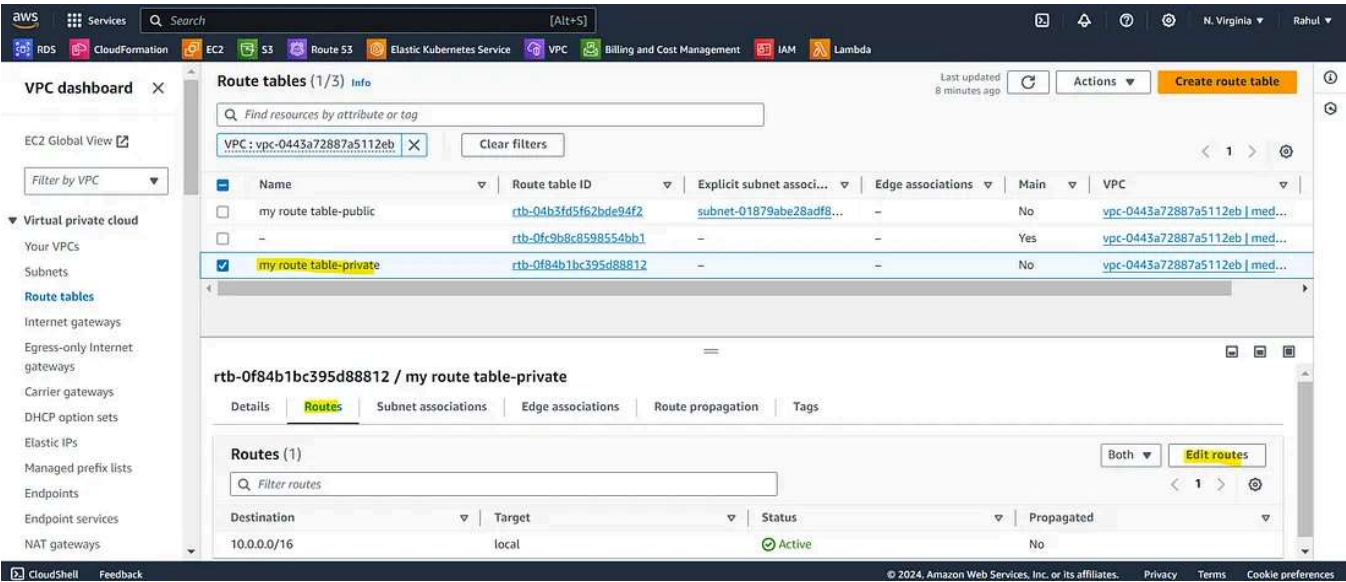 aws Services Search [Alt+S] N. Virginia Rahul
RDS CloudFormation EC2 S3 Route 53 Elastic Kubernetes Service VPC Billing and Cost Management IAM Lambda
VPC dashboard
EC2 Global View
Filter by VPC
Virtual private cloud
Your VPCs
Subnets
Route tables
Internet gateways
Egress-only Internet
gateways
Carrier gateways
DHCP option sets
Elastic IPs
Managed prefix lists
Endpoints
Endpoint services
NAT gateways
Route tables (1/3) Info
Last updated
8 minutes ago
Actions Create route table
Find resources by attribute or tag
VPC : vpc-0443a72887a5112eb Clear filters
1
Name Route table ID Explicit subnet associ... Edge associations Main VPC
my route table-public rtb-04b3fd5f62bde94f2 subnet-01879abe28adf8... – No vpc-0443a72887a5112eb | med...
– rtb-0fc9b8c8598554bb1 – – Yes vpc-0443a72887a5112eb | med...
my route table-private rtb-0f84b1bc395d88812 – – No vpc-0443a72887a5112eb | med...
rtb-0f84b1bc395d88812 / my route table-private
Details Routes Subnet associations Edge associations Route propagation Tags
Routes (1) Both Edit routes
Filter routes 1
Destination Target Status Propagated
10.0.0.0/16 local Active No
CloudShell Feedback © 2024, Amazon Web Services, Inc. or its affiliates. Privacy Terms Cookie preferences